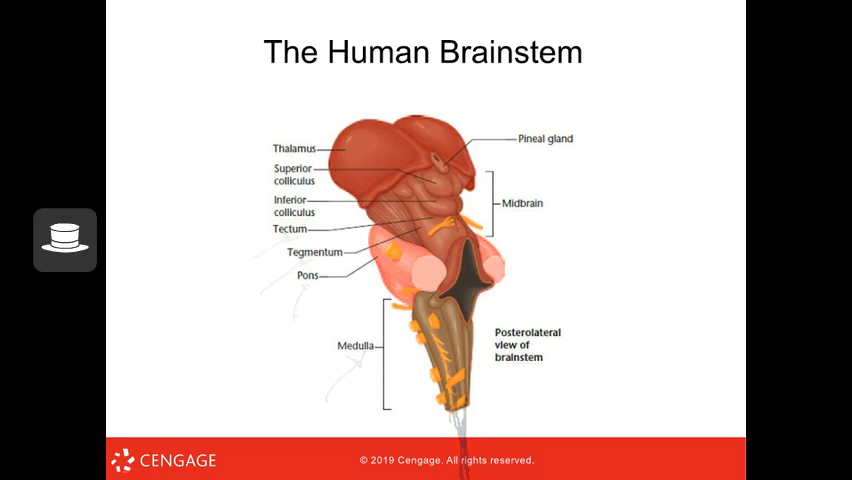 The Human Brainstem
Thalamus
Pineal gland
Superior
colliculus
Inferior
colliculus
Midbrain
Tectum
Tegmentum
Pons
Medulla
Posterolateral
view of
brainstem
CENGAGE
© 2019 Cengage. All rights reserved.